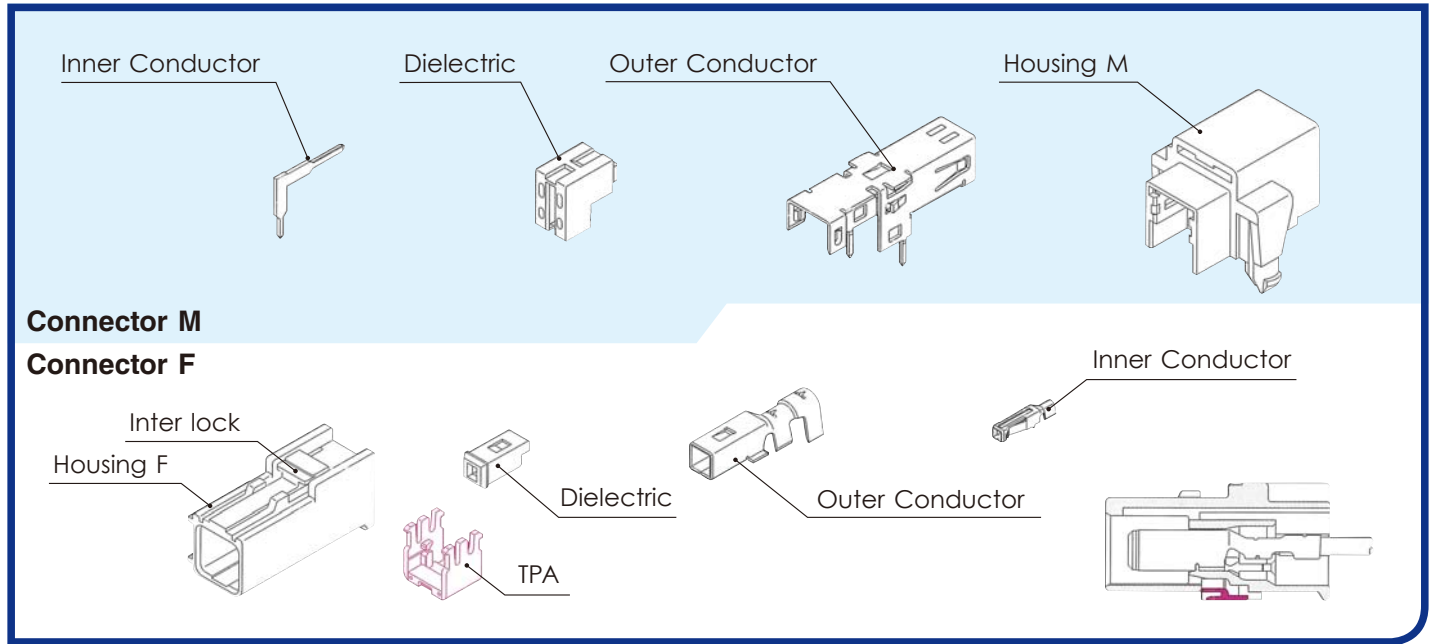 Inner Conductor
Dielectric
Outer Conductor
Housing M
Connector M
Connector F
Inner Conductor
Inter lock
Housing F
Dielectric
Outer Conductor
TPA